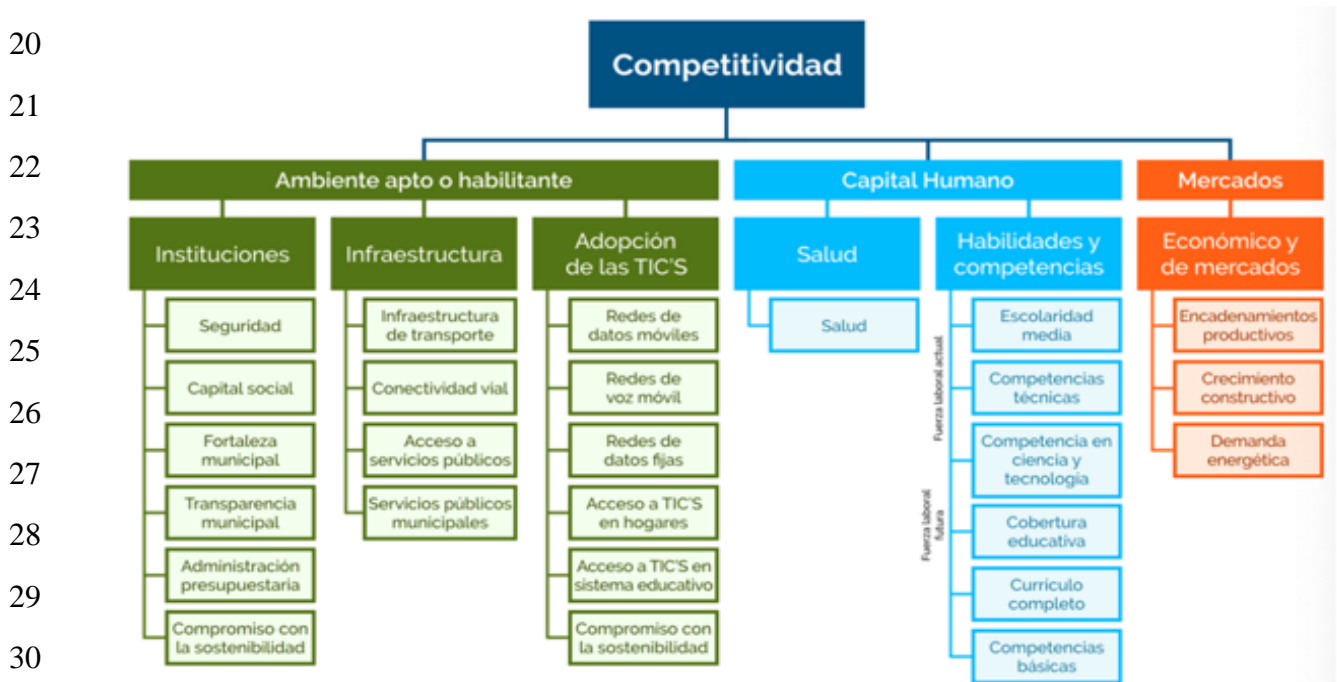 20
21
22
23
24
25
26
27
28
29
30
Competitividad
Ambiente apto o habilitante
Capital Humano
Mercados
Instituciones
Infraestructura
Adopción
de las TIC'S
Salud
Habilidades y
competencias
Económico y
de mercados
Seguridad
Capital social
Fortaleza
municipal
Transparencia
municipal
Administración
presupuestaria
Compromiso con
la sostenibilidad
Infraestructura
de transporte
Conectividad vial
Acceso a
servicios públicos
Servicios públicos
municipales
Redes de
datos móviles
Redes de
voz móvil
Redes de
datos fijas
Acceso a TIC'S
en hogares
Acceso a TIC'S en
sistema educativo
Compromiso con
la sostenibilidad
Salud
Fuerza laboral actual
Fuerza laboral
futura
Escolaridad
media
Competencias
técnicas
Competencia en
ciencia y
tecnología
Cobertura
educativa
Currículo
completo
Competencias
básicas
Encadenamientos
productivos
Crecimiento
constructivo
Demanda
energética